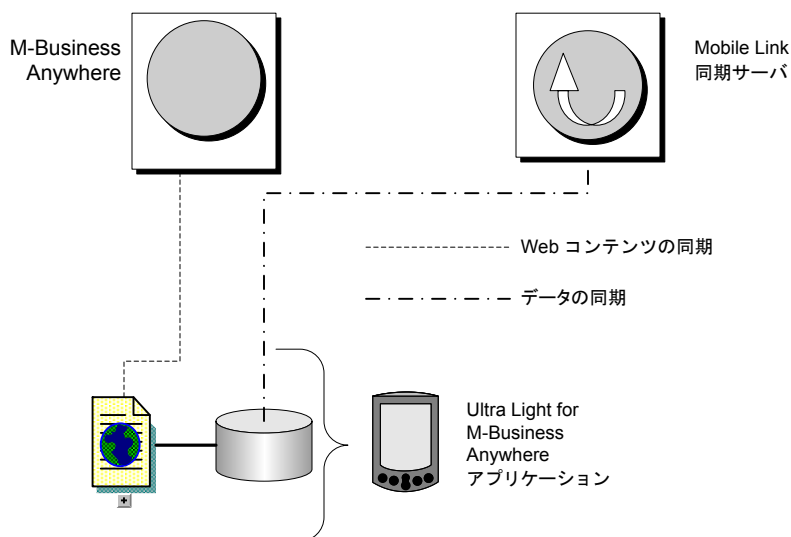 M-Business
Anywhere
Mobile Link
同期サーバ
Web コンテンツの同期
データの同期
Ultra Light for
M-Business
Anywhere
アプリケーション